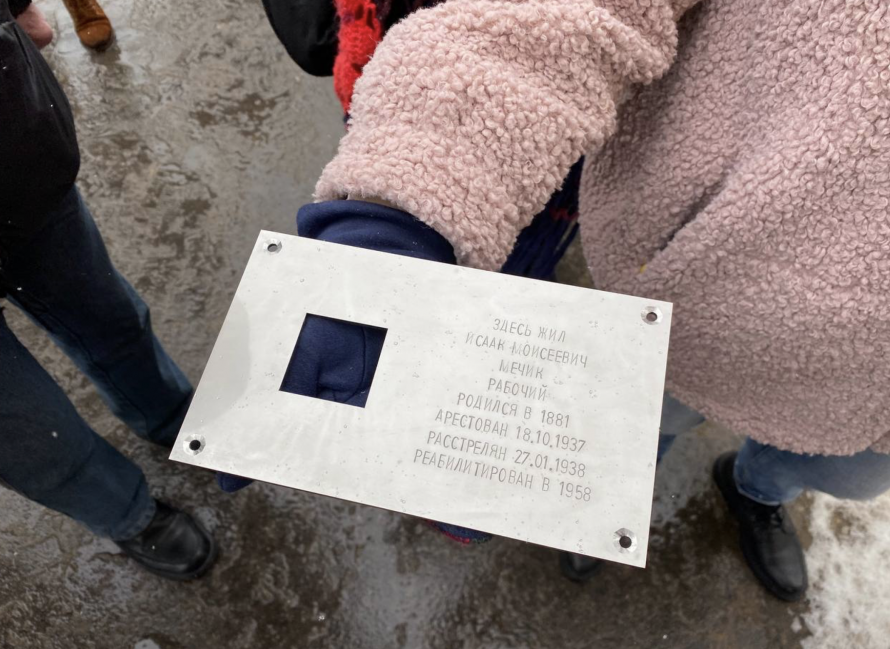 ЗДЕСЬ ЖИЛ
ИСААК МОИСЕЕВИЧ
МЕЧИК
РАБОЧИЙ
РОДИЛСЯ В 1881
АРЕСТОВАН 18.10.1937
РАССТРЕЛЯН 27.01.1938
РЕАБИЛИТИРОВАН В 1958